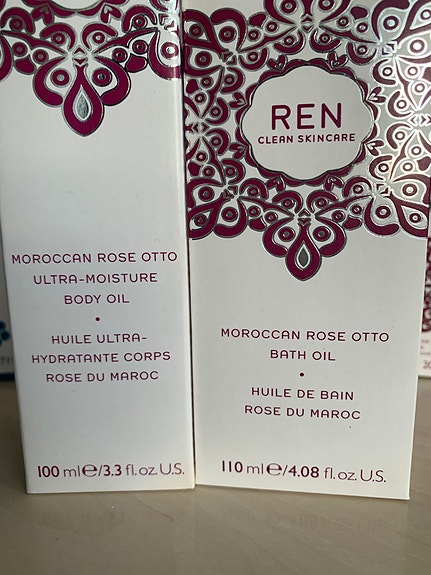 MOROCCAN ROSE OTTO
ULTRA-MOISTURE
BODY OIL
•
HUILE ULTRA-
HYDRATANTE CORPS
ROSE DU MAROC
100 ml℮/3.3 fl.oz.U.S.
REN
CLEAN SKINCARE
MOROCCAN ROSE OTTO
BATH OIL
•
HUILE DE BAIN
ROSE DU MAROC
110 ml℮/4.08 fl.oz.U.S.